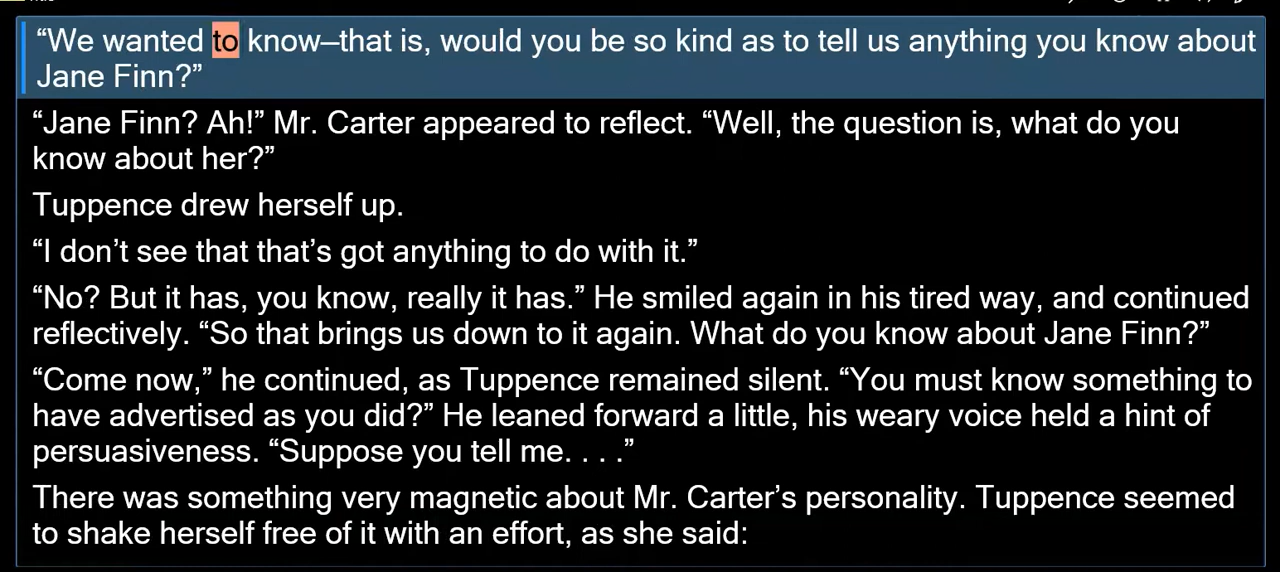 “We wanted to know—that is, would you be so kind as to tell us anything you know about
Jane Finn?”
“Jane Finn? Ah!” Mr. Carter appeared to reflect. “Well, the question is, what do you
know about her?”
Tuppence drew herself up.
“I don’t see that that’s got anything to do with it.”
“No? But it has, you know, really it has.” He smiled again in his tired way, and continued
reflectively. “So that brings us down to it again. What do you know about Jane Finn?”
“Come now,” he continued, as Tuppence remained silent. “You must know something to
have advertised as you did?” He leaned forward a little, his weary voice held a hint of
persuasiveness. “Suppose you tell me. . . .”
There was something very magnetic about Mr. Carter’s personality. Tuppence seemed
to shake herself free of it with an effort, as she said: